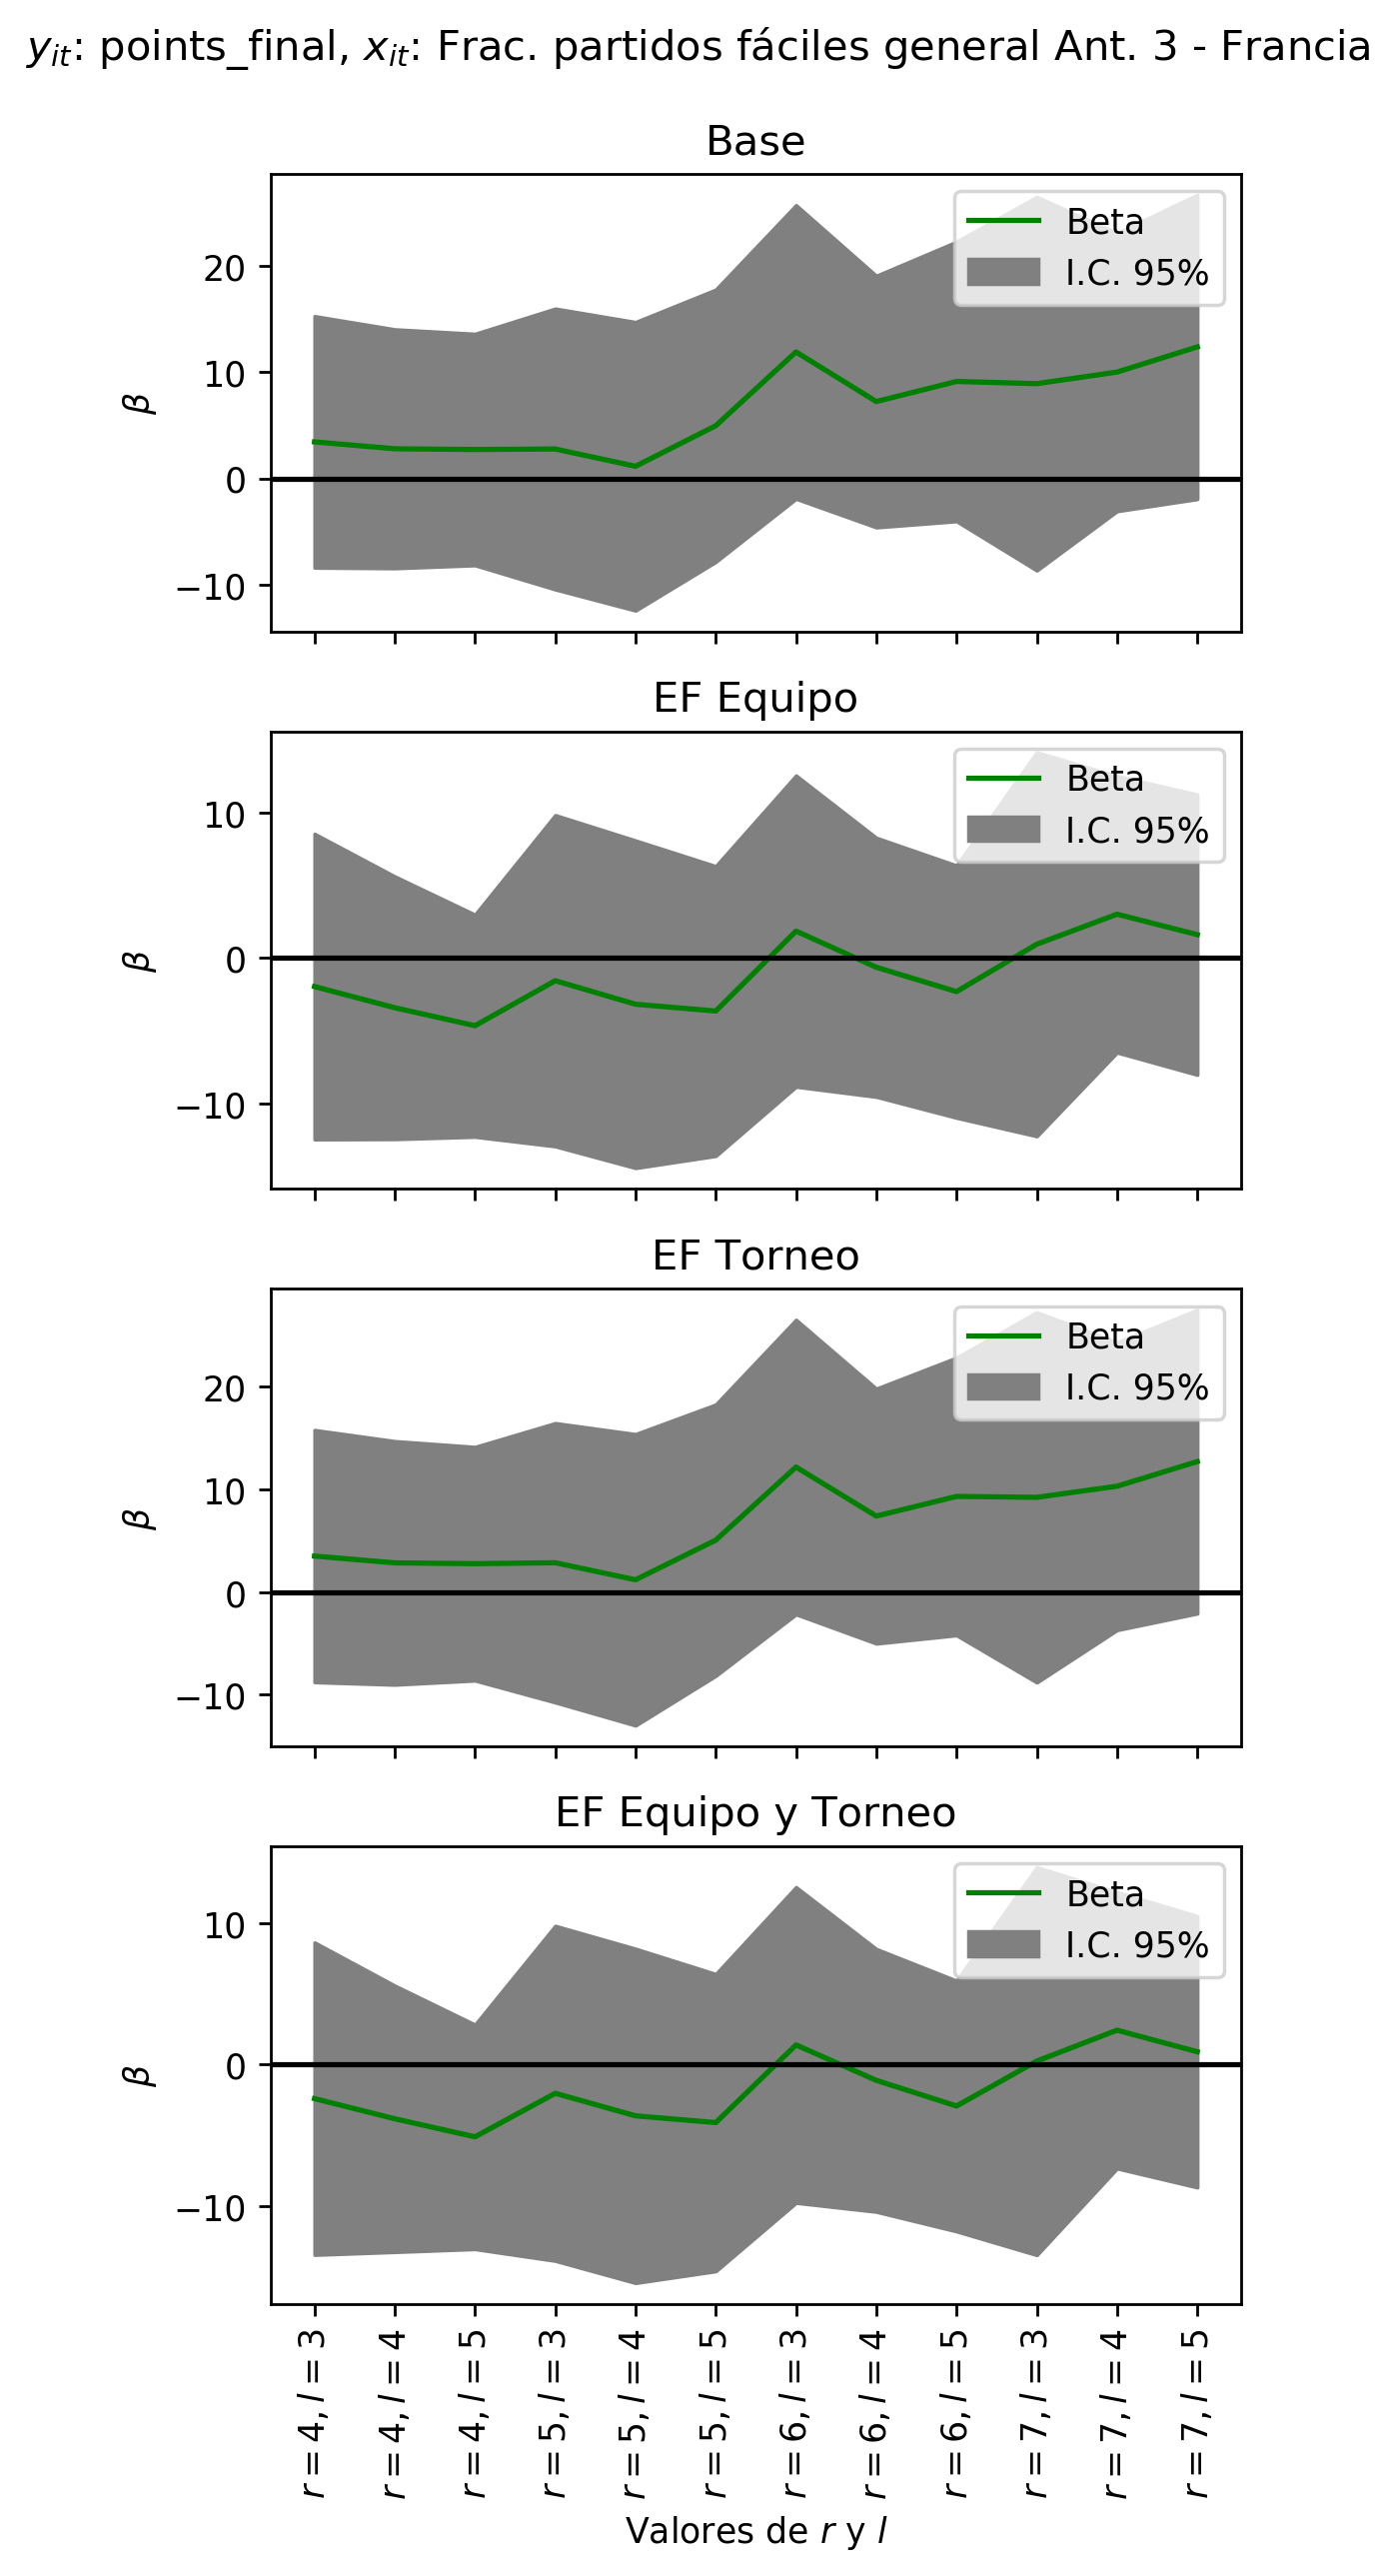 y_it: points_final, x_it: Frac. partidos fáciles general Ant. 3 - Francia
Base
Beta
I.C. 95%
20
10
0
−10
β
EF Equipo
Beta
I.C. 95%
10
0
−10
β
EF Torneo
Beta
I.C. 95%
20
10
0
−10
β
EF Equipo y Torneo
Beta
I.C. 95%
10
0
−10
β
r = 4, l = 3
r = 4, l = 4
r = 4, l = 5
r = 5, l = 3
r = 5, l = 4
r = 5, l = 5
r = 6, l = 3
r = 6, l = 4
r = 6, l = 5
r = 7, l = 3
r = 7, l = 4
r = 7, l = 5
Valores de r y l